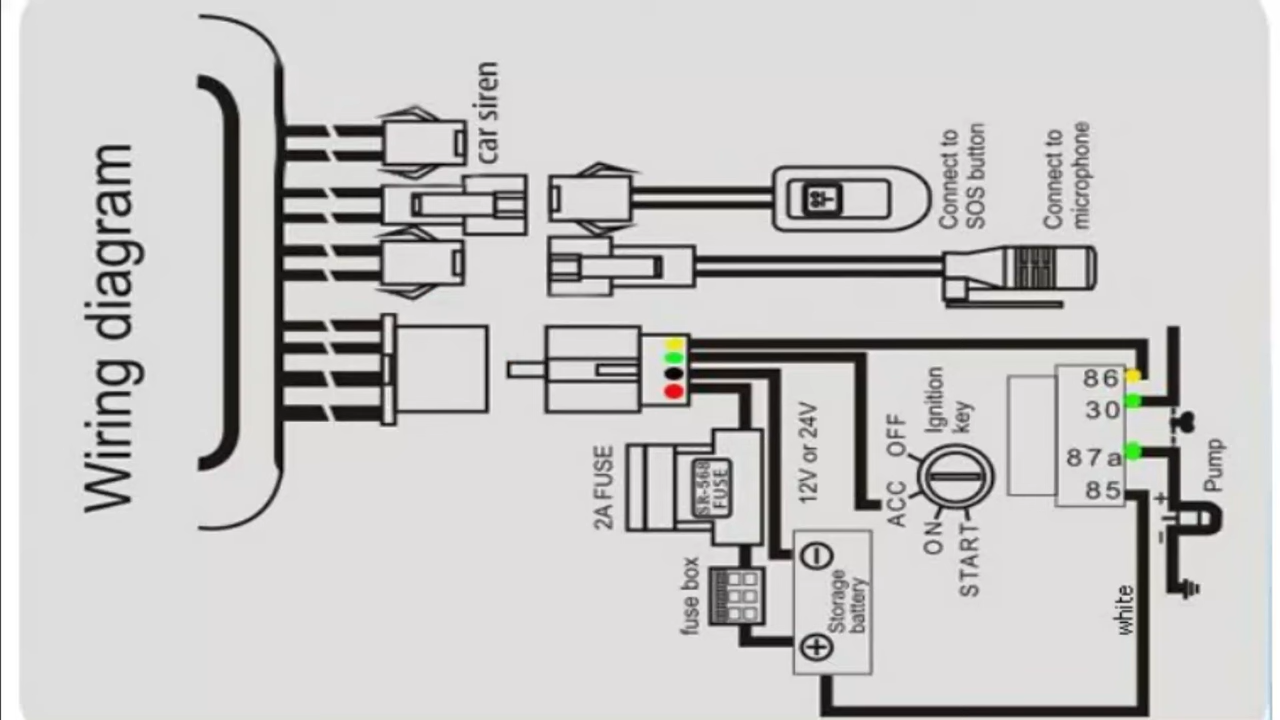 Wiring diagram
car siren
Connect to
SOS button
Connect to
microphone
2A FUSE
SR-568
FUSE
fuse box
12V or 24V
Storage
battery
Ignition
key
OFF
ACC
ON
START
86
30
87a
85
Pump
white